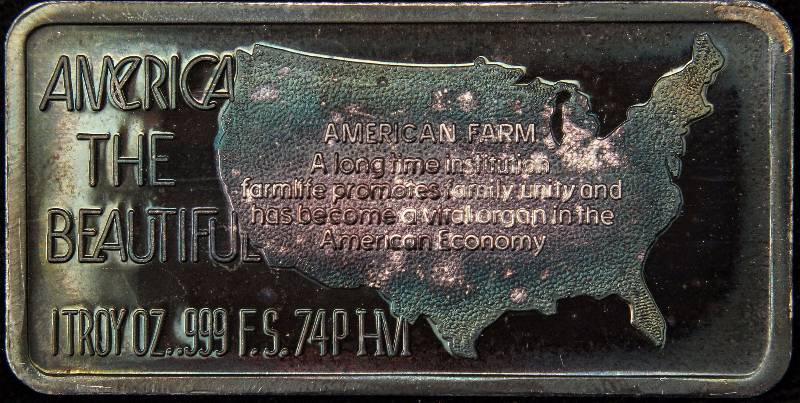 AMERICA
THE
BEAUTIFUL
AMERICAN FARM
A long time institution
farmlife promotes family unity and
has become a vital organ in the
American Economy
1 TROY OZ..999 F.S. 74P HM